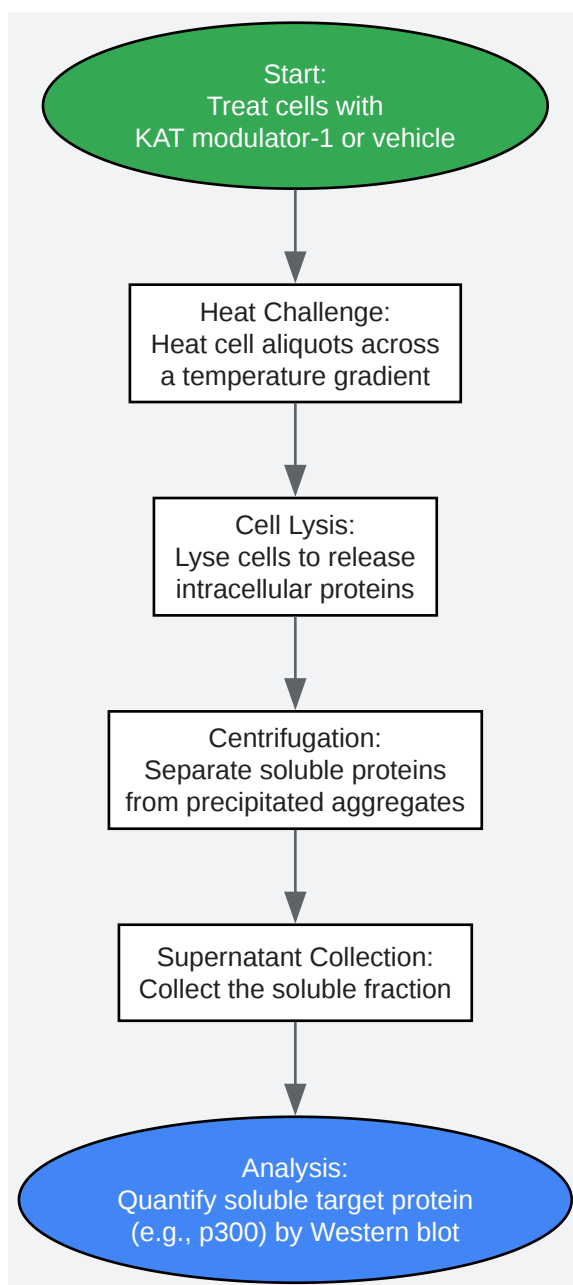 Start:
Treat cells with
KAT modulator-1 or vehicle
Heat Challenge:
Heat cell aliquots across
a temperature gradient
Cell Lysis:
Lyse cells to release
intracellular proteins
Centrifugation:
Separate soluble proteins
from precipitated aggregates
Supernatant Collection:
Collect the soluble fraction
Analysis:
Quantify soluble target protein
(e.g., p300) by Western blot